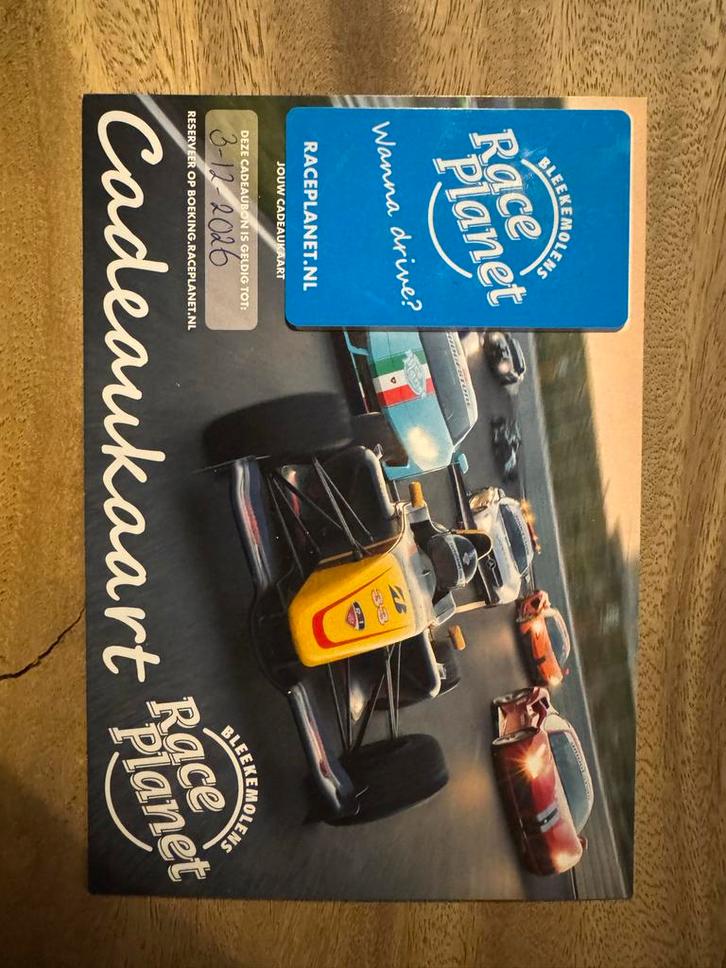 BLEEKEMOLENS
Race
Planet
Wanna drive?
RACEPLANET.NL
JOUW CADEAUKAART
DEZE CADEAUBON IS GELDIG TOT:
3-12-2026
RESERVEER OP BOEKING.RACEPLANET.NL
33
Cadeaukaart
BLEEKEMOLENS
Race
Planet